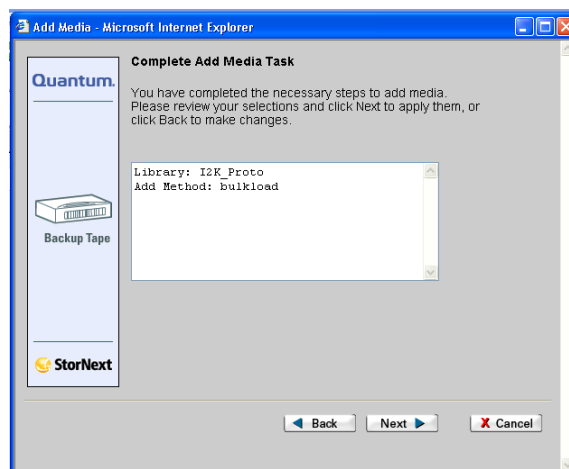 Add Media - Microsoft Internet Explorer
Quantum.
Complete Add Media Task
You have completed the necessary steps to add media.
Please review your selections and click Next to apply them, or
click Back to make changes.
Library: I2K_Proto
Add Method: bulkload
Backup Tape
StorNext
Back
Next
X Cancel